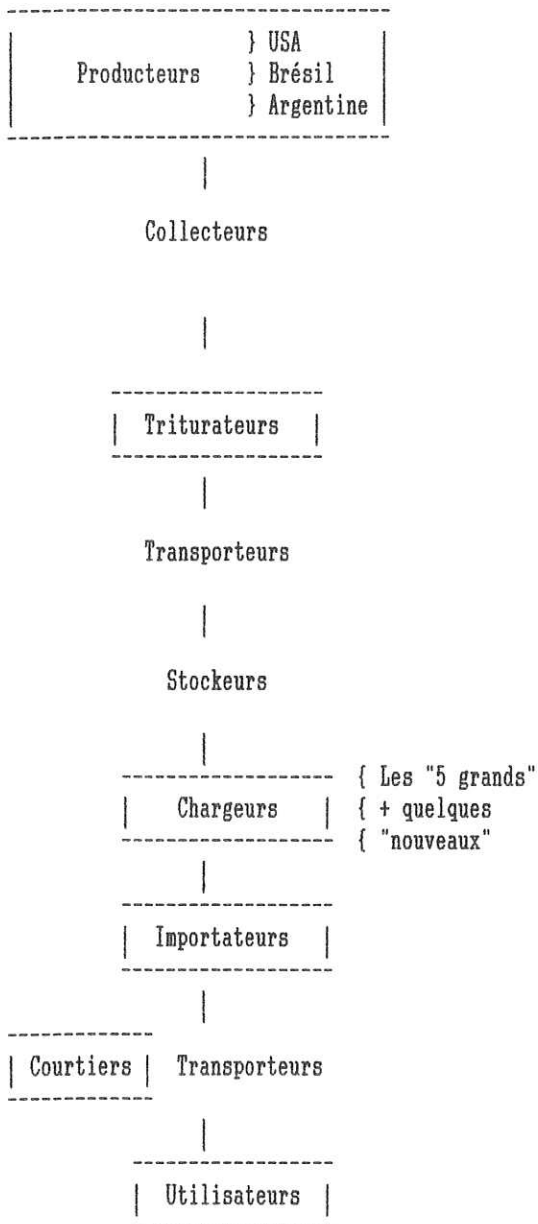 } USA
Producteurs } Brésil
} Argentine
Collecteurs
Triturateurs
Transporteurs
Stockeurs
{ Les "5 grands"
Chargeurs { + quelques
{ "nouveaux"
Importateurs
Courtiers Transporteurs
Utilisateurs